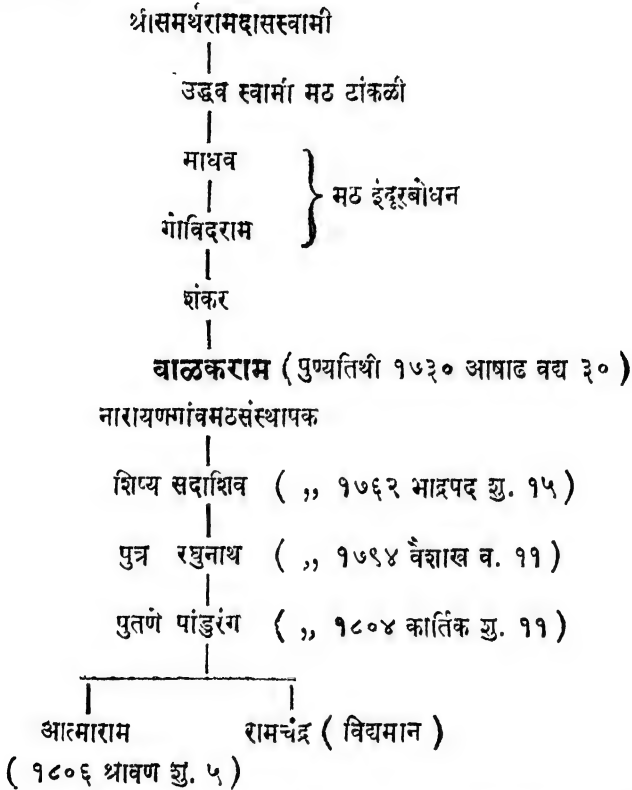 श्रीसमर्थरामदासस्वामी
उद्धव स्वामी मठ टांकळी
माधव
मठ इंदूरबोधन
गोविंदराम
शंकर
बाळकराम ( पुण्यतिथी १७३० आषाढ वद्य ३० )
नारायणगांवमठसंस्थापक
शिष्य सदाशिव ( ,, १७६२ भाद्रपद शु. १५ )
पुत्र रघुनाथ ( ,, १७९४ वैशाख व. ११ )
पुतणे पांडुरंग ( ,, १८०४ कार्तिक शु. ११ )
आत्माराम रामचंद्र ( विद्यमान )
( १८०६ श्रावण शु. ५ )